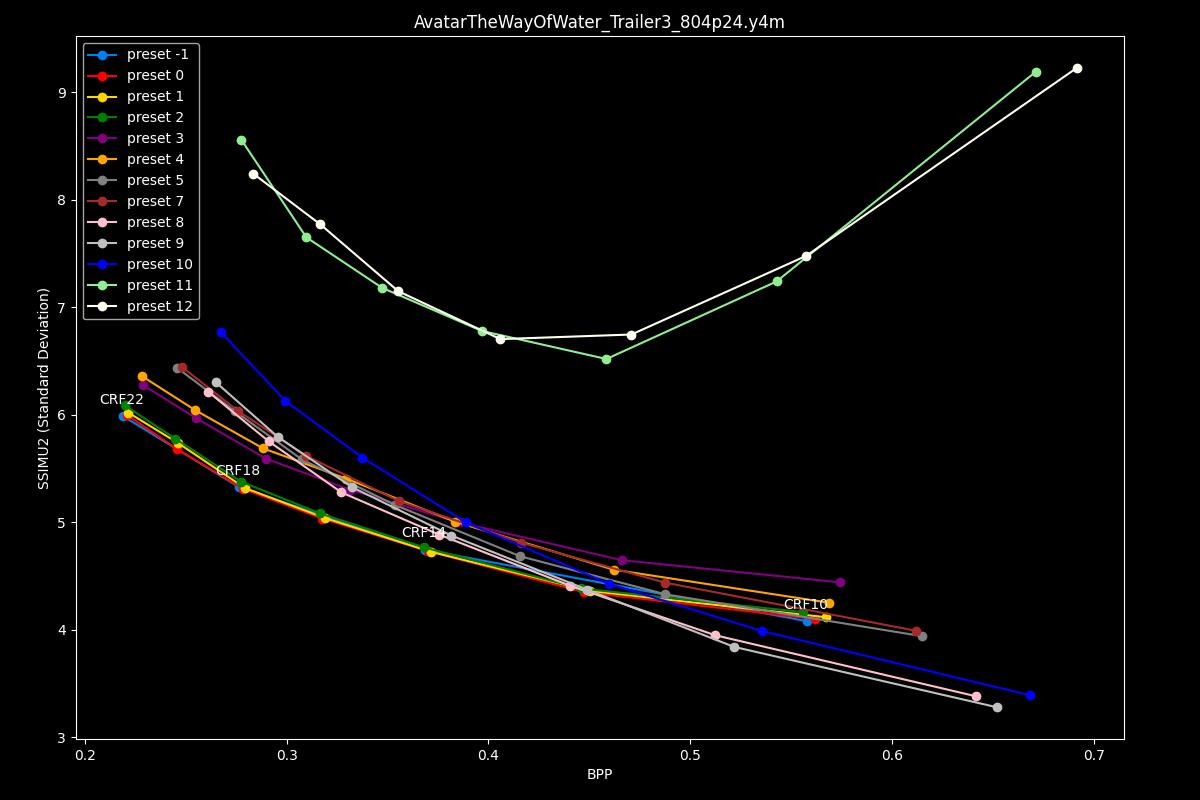 AvatarTheWayOfWater_Trailer3_804p24.y4m
preset -1
preset 0
preset 1
preset 2
preset 3
preset 4
preset 5
preset 7
preset 8
preset 9
preset 10
preset 11
preset 12
9
8
7
6
5
4
3
SSIMU2 (Standard Deviation)
CRF22
CRF18
CRF14
CRF10
0.2 0.3 0.4 0.5 0.6 0.7
BPP